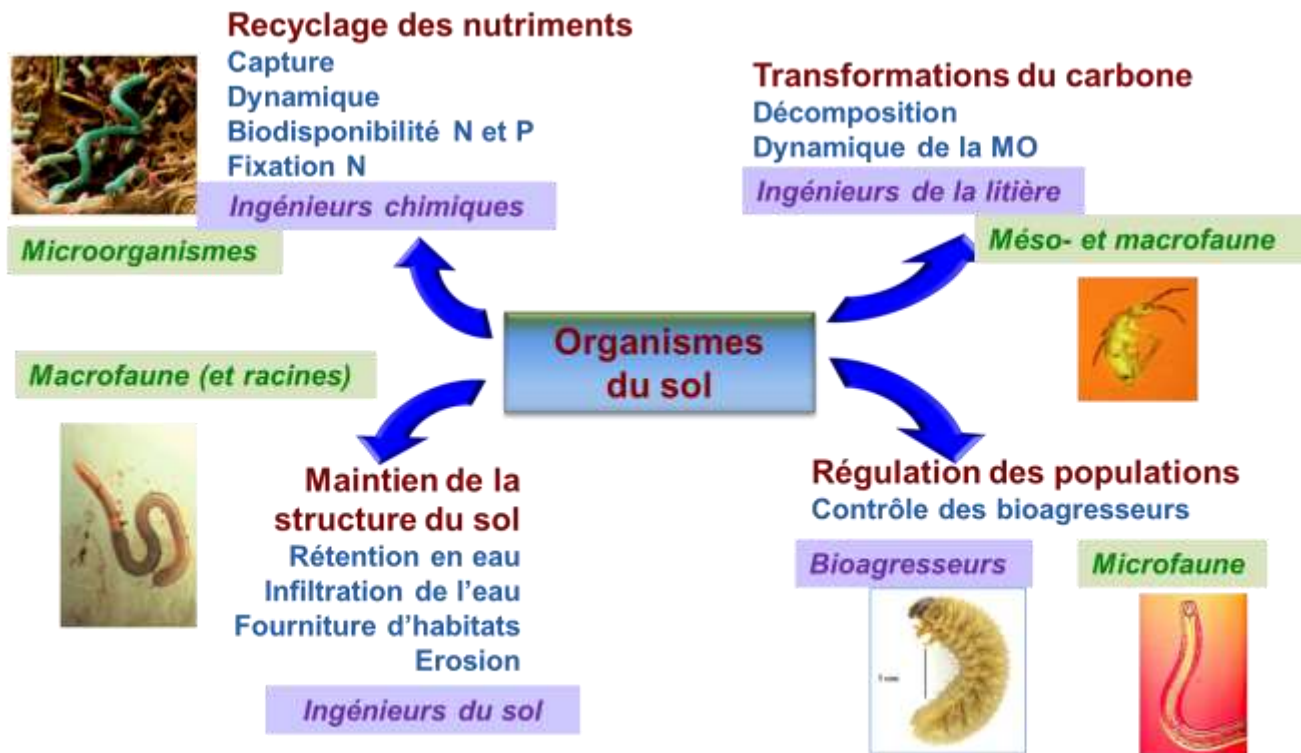 Recyclage des nutriments
Capture
Dynamique
Biodisponibilité N et P
Fixation N
Ingénieurs chimiques
Microorganismes
Transformations du carbone
Décomposition
Dynamique de la MO
Ingénieurs de la litière
Méso- et macrofaune
Organismes
du sol
Macrofaune (et racines)
Maintien de la
structure du sol
Rétention en eau
Infiltration de l'eau
Fourniture d'habitats
Erosion
Ingénieurs du sol
Régulation des populations
Contrôle des bioagresseurs
Bioagresseurs
Microfaune
1 mm